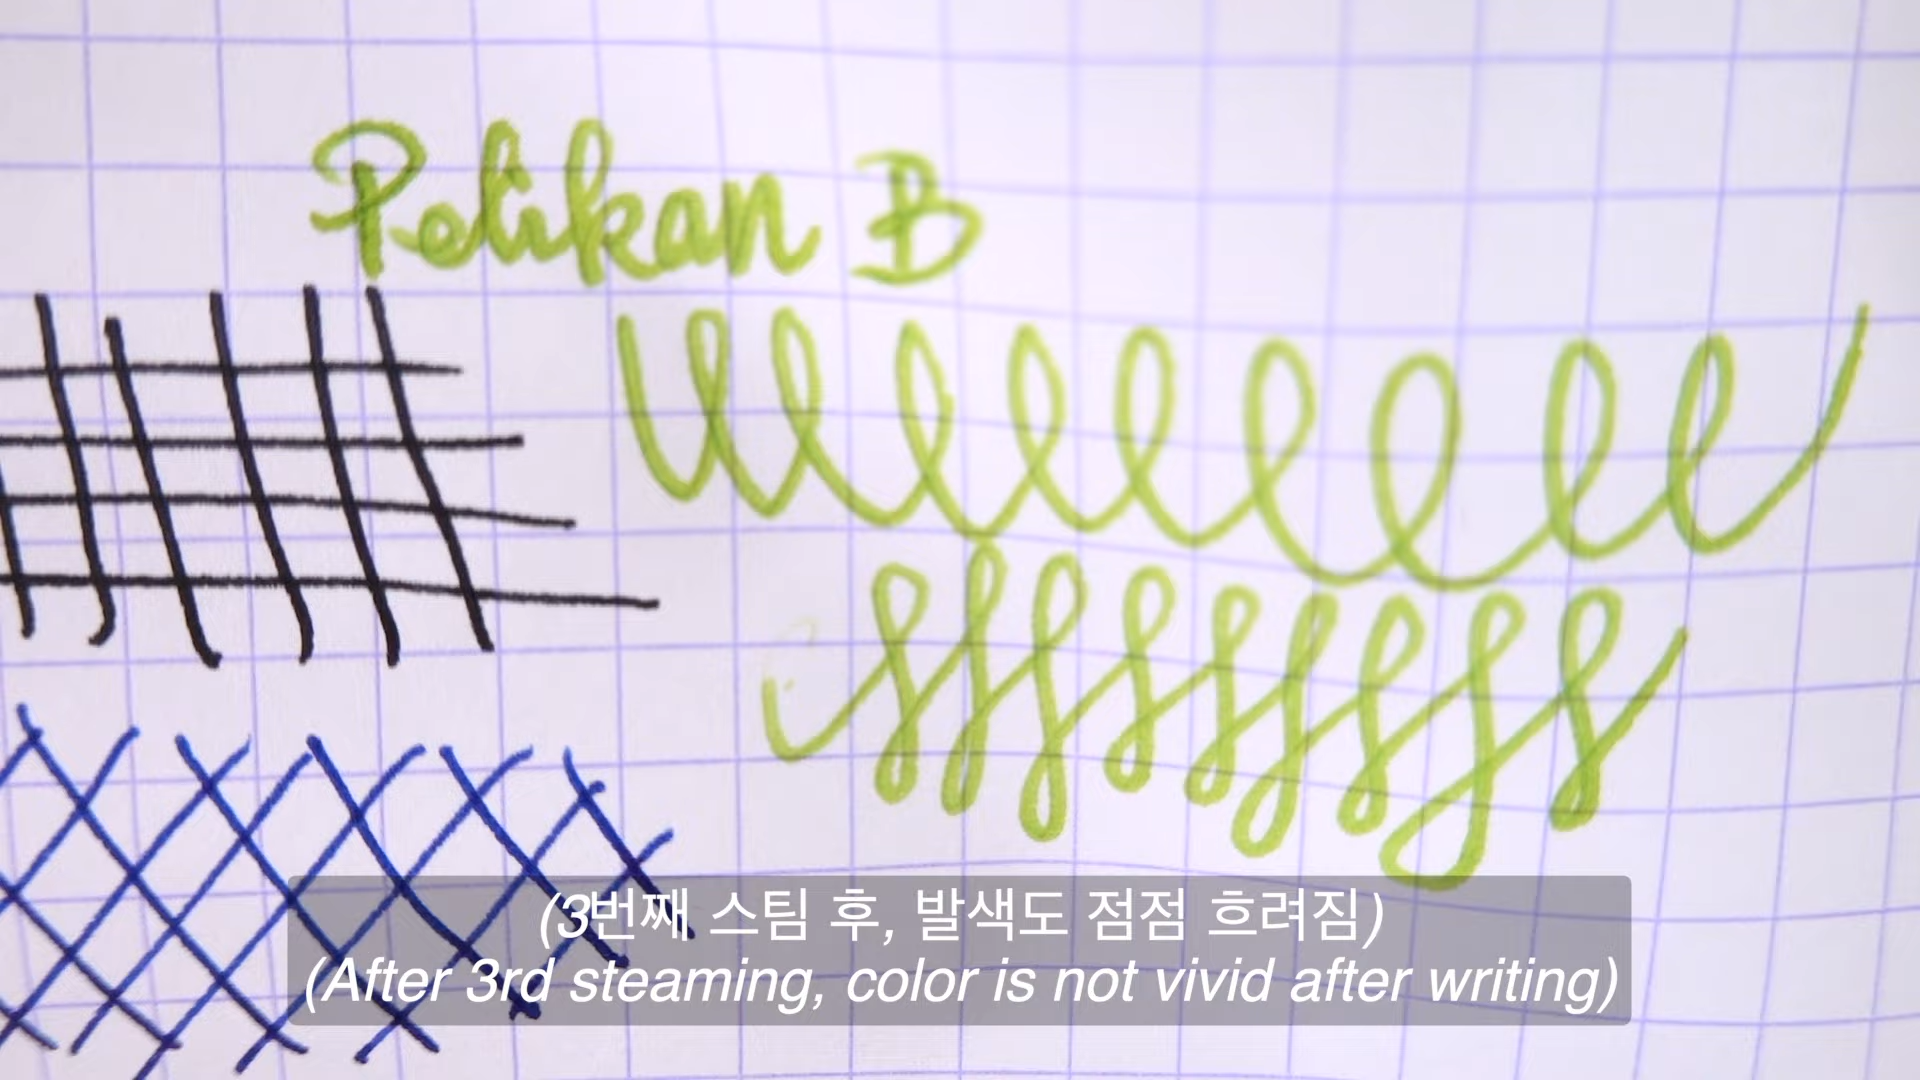 Pelikan B
(3번째 스팀 후, 발색도 점점 흐려짐)
(After 3rd steaming, color is not vivid after writing)